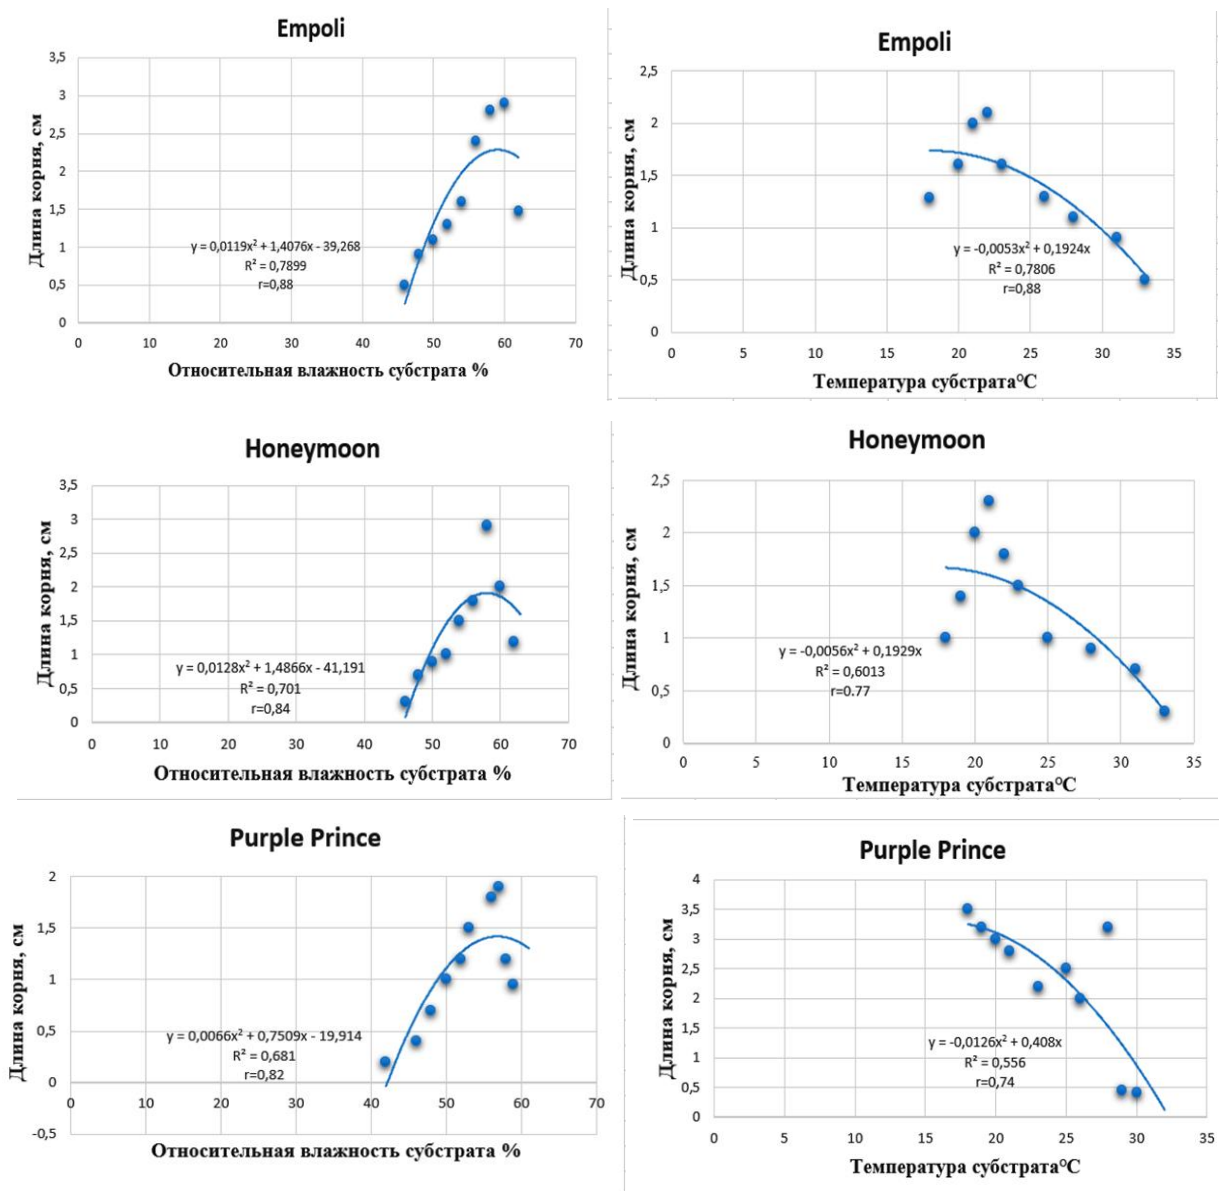 Empoli
3,5
3
2,5
2
1,5
1
0,5
0
Длина корня, см
y = 0,0119x² + 1,4076x - 39,268
R² = 0,7899
r=0,88
0 10 20 30 40 50 60 70
Относительная влажность субстрата %
Empoli
2,5
2
1,5
1
0,5
0
Длина корня, см
y = -0,0053x² + 0,1924x
R² = 0,7806
r=0,88
0 5 10 15 20 25 30 35
Температура субстрата°С
Honeymoon
3,5
3
2,5
2
1,5
1
0,5
0
Длина корня, см
y = 0,0128x² + 1,4866x - 41,191
R² = 0,701
r=0,84
0 10 20 30 40 50 60 70
Относительная влажность субстрата %
Honeymoon
2,5
2
1,5
1
0,5
0
Длина корня, см
y = -0,0056x² + 0,1929x
R² = 0,6013
r=0.77
0 5 10 15 20 25 30 35
Температура субстрата°С
Purple Prince
2
1,5
1
0,5
0
-0,5
Длина корня, см
y = 0,0066x² + 0,7509x - 19,914
R² = 0,681
r=0,82
0 10 20 30 40 50 60 70
Относительная влажность субстрата %
Purple Prince
4
3,5
3
2,5
2
1,5
1
0,5
0
Длина корня, см
y = -0,0126x² + 0,408x
R² = 0,556
r=0,74
0 5 10 15 20 25 30 35
Температура субстрата°С